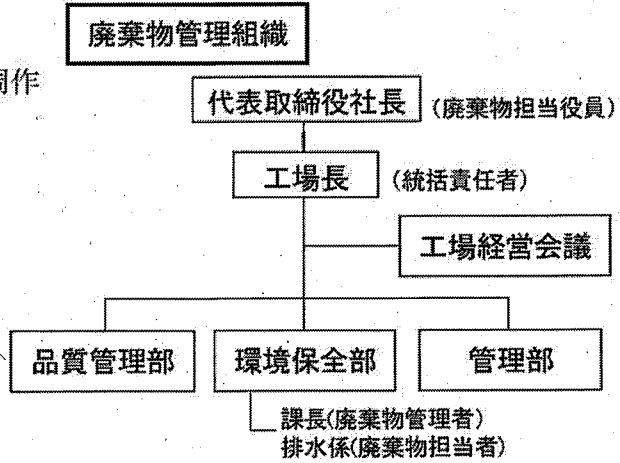 廃棄物管理組織
代表取締役社長 (廃棄物担当役員)
工場長 (統括責任者)
工場経営会議
品質管理部 環境保全部 管理部
課長(廃棄物管理者)
排水係(廃棄物担当者)